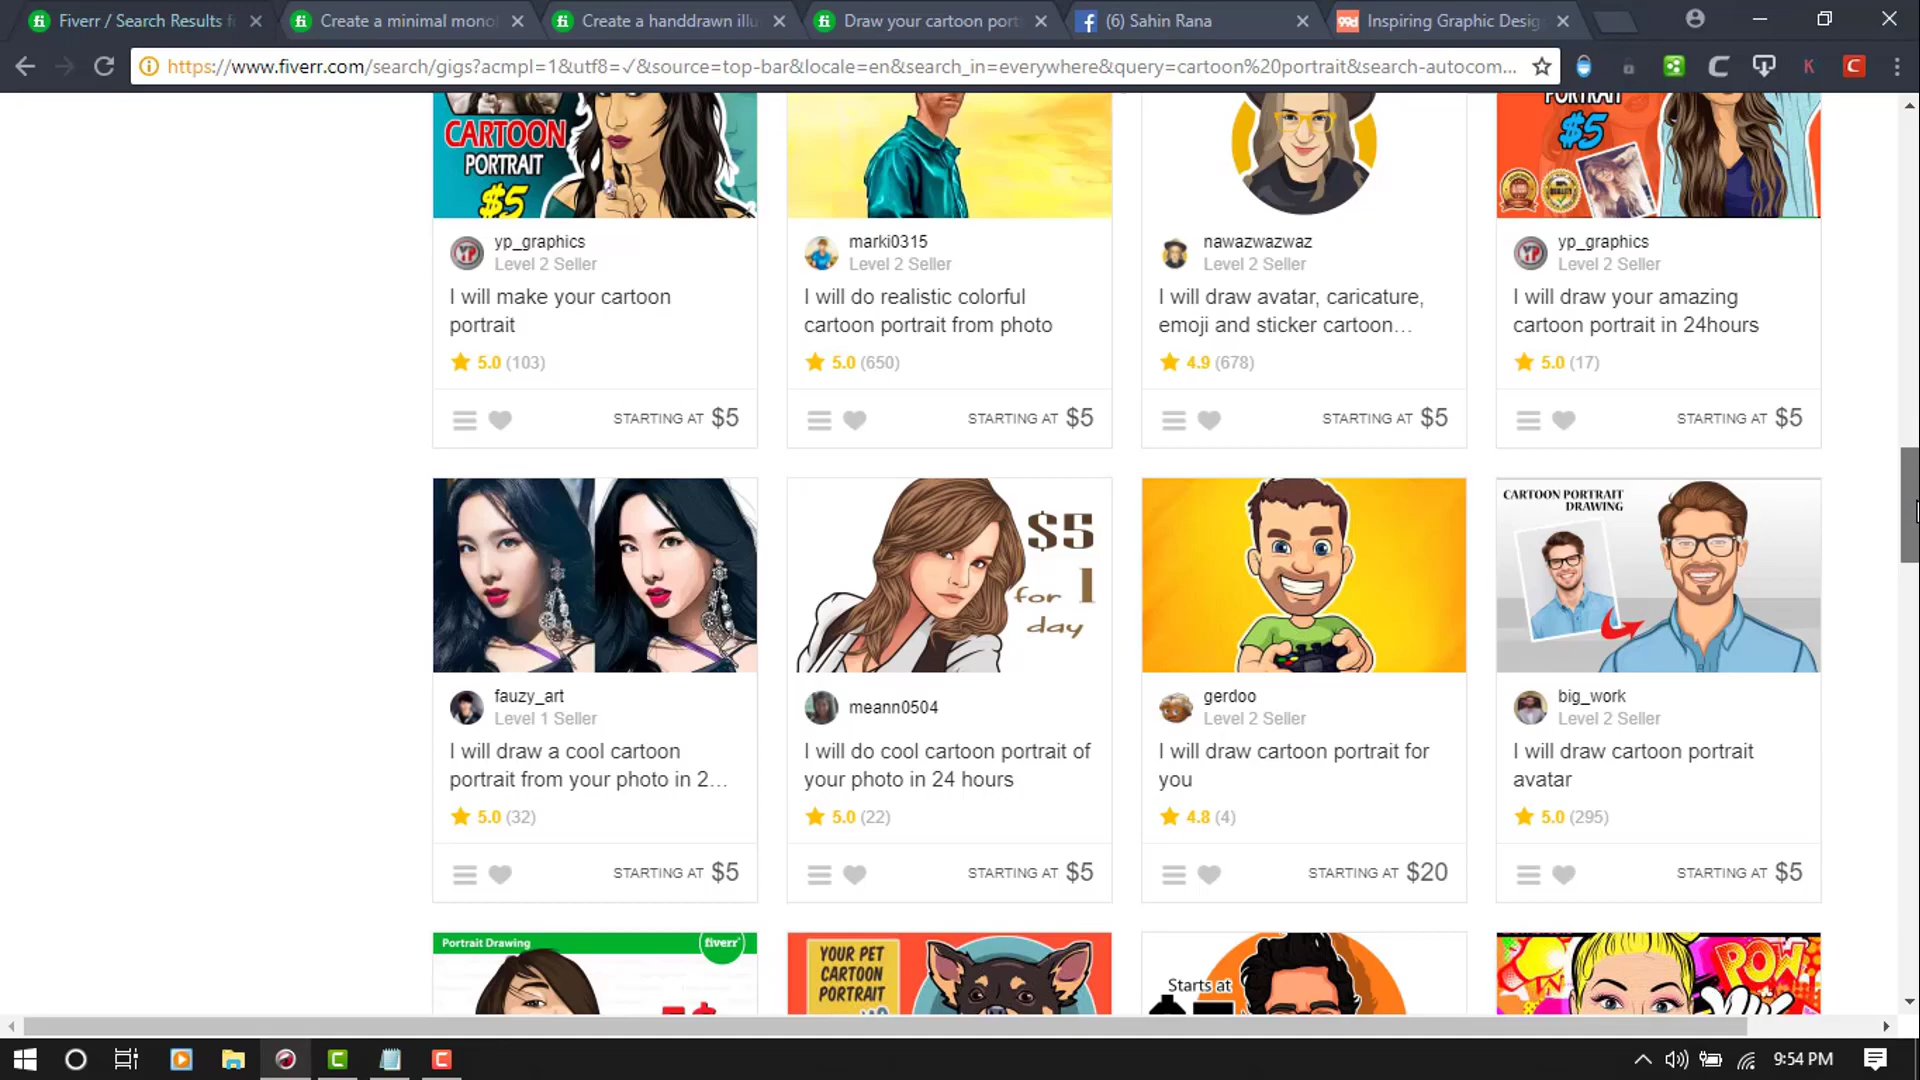 Fiverr / Search Results f
Create a minimal mono
Create a handdrawn illu
Draw your cartoon port
(6) Sahin Rana
Inspiring Graphic Desig
https://www.fiverr.com/search/gigs?acmpl=1&utf8=✓&source=top-bar&locale=en&search_in=everywhere&query=cartoon%20portrait&search-autocom...
CARTOON
PORTRAIT
$5
PORTRAIT
$5
yp_graphics
Level 2 Seller
I will make your cartoon
portrait
5.0 (103)
STARTING AT $5
marki0315
Level 2 Seller
I will do realistic colorful
cartoon portrait from photo
5.0 (650)
STARTING AT $5
nawazwazwaz
Level 2 Seller
I will draw avatar, caricature,
emoji and sticker cartoon...
4.9 (678)
STARTING AT $5
yp_graphics
Level 2 Seller
I will draw your amazing
cartoon portrait in 24hours
5.0 (17)
STARTING AT $5
$5
for 1
day
CARTOON PORTRAIT
DRAWING
fauzy_art
Level 1 Seller
I will draw a cool cartoon
portrait from your photo in 2...
5.0 (32)
STARTING AT $5
meann0504
I will do cool cartoon portrait of
your photo in 24 hours
5.0 (22)
STARTING AT $5
gerdoo
Level 2 Seller
I will draw cartoon portrait for
you
4.8 (4)
STARTING AT $20
big_work
Level 2 Seller
I will draw cartoon portrait
avatar
5.0 (295)
STARTING AT $5
Portrait Drawing
fiverr
YOUR PET
CARTOON
PORTRAIT
Starts at
POW
9:54 PM